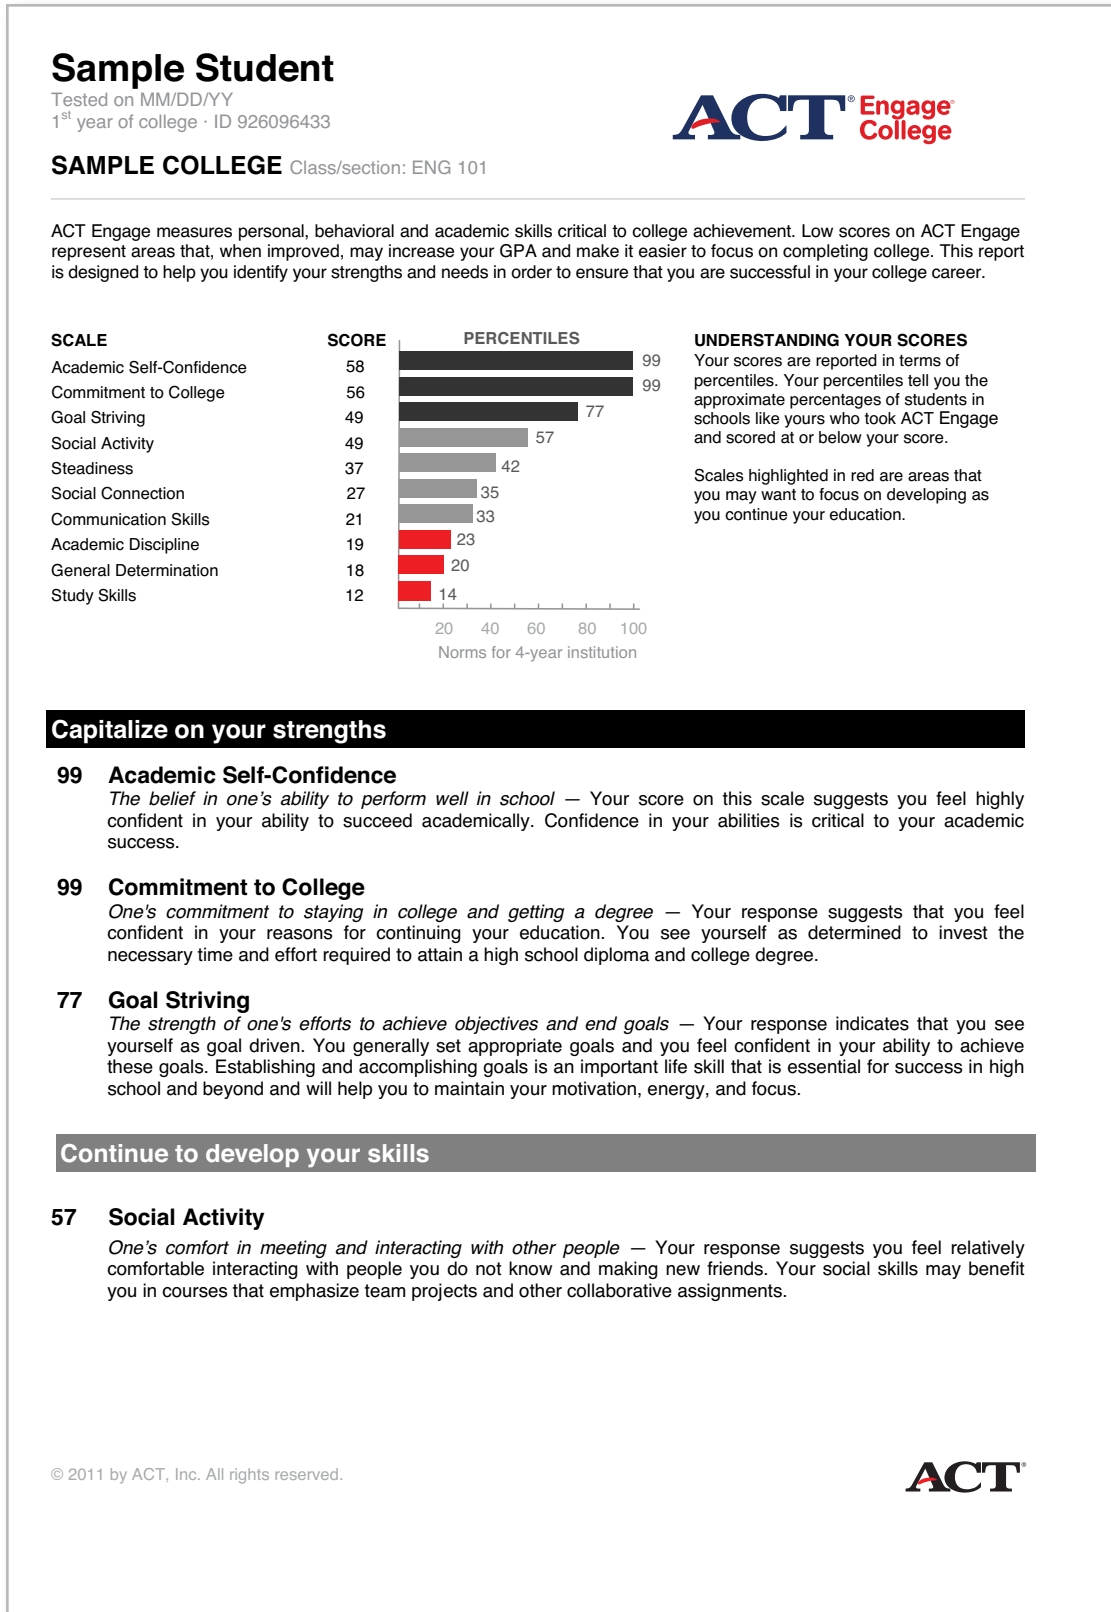 Sample Student
Tested on MM/DD/YY
1st year of college · ID 926096433
ACT® Engage®
College
SAMPLE COLLEGE Class/section: ENG 101
ACT Engage measures personal, behavioral and academic skills critical to college achievement. Low scores on ACT Engage
represent areas that, when improved, may increase your GPA and make it easier to focus on completing college. This report
is designed to help you identify your strengths and needs in order to ensure that you are successful in your college career.
SCALE SCORE PERCENTILES
Academic Self-Confidence 58 99
Commitment to College 56 99
Goal Striving 49 77
Social Activity 49 57
Steadiness 37 42
Social Connection 27 35
Communication Skills 21 33
Academic Discipline 19 23
General Determination 18 20
Study Skills 12 14
20 40 60 80 100
Norms for 4-year institution
UNDERSTANDING YOUR SCORES
Your scores are reported in terms of
percentiles. Your percentiles tell you the
approximate percentages of students in
schools like yours who took ACT Engage
and scored at or below your score.
Scales highlighted in red are areas that
you may want to focus on developing as
you continue your education.
Capitalize on your strengths
99 Academic Self-Confidence
The belief in one's ability to perform well in school — Your score on this scale suggests you feel highly
confident in your ability to succeed academically. Confidence in your abilities is critical to your academic
success.
99 Commitment to College
One's commitment to staying in college and getting a degree — Your response suggests that you feel
confident in your reasons for continuing your education. You see yourself as determined to invest the
necessary time and effort required to attain a high school diploma and college degree.
77 Goal Striving
The strength of one's efforts to achieve objectives and end goals — Your response indicates that you see
yourself as goal driven. You generally set appropriate goals and you feel confident in your ability to achieve
these goals. Establishing and accomplishing goals is an important life skill that is essential for success in high
school and beyond and will help you to maintain your motivation, energy, and focus.
Continue to develop your skills
57 Social Activity
One's comfort in meeting and interacting with other people — Your response suggests you feel relatively
comfortable interacting with people you do not know and making new friends. Your social skills may benefit
you in courses that emphasize team projects and other collaborative assignments.
© 2011 by ACT, Inc. All rights reserved.
ACT®